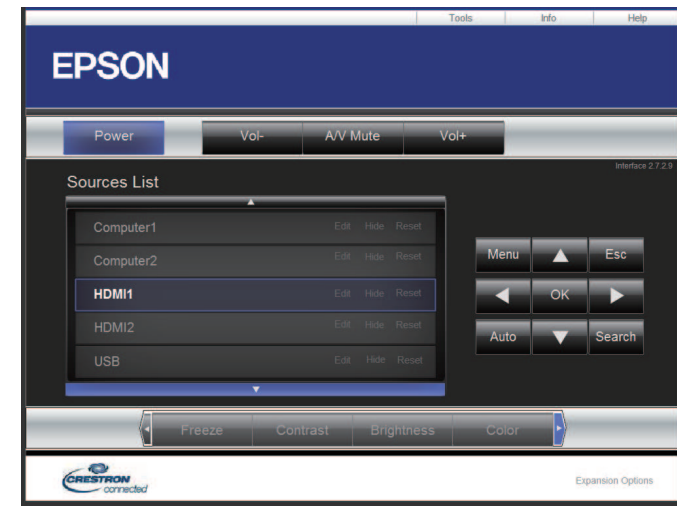 Tools Info Help
EPSON
Power Vol- A/V Mute Vol+
Interface 2.7.2.9
Sources List
Computer1 Edit Hide Reset
Computer2 Edit Hide Reset
HDMI1 Edit Hide Reset
HDMI2 Edit Hide Reset
USB Edit Hide Reset
Menu Esc
OK
Auto Search
Freeze Contrast Brightness Color
CRESTRON
connected
Expansion Options